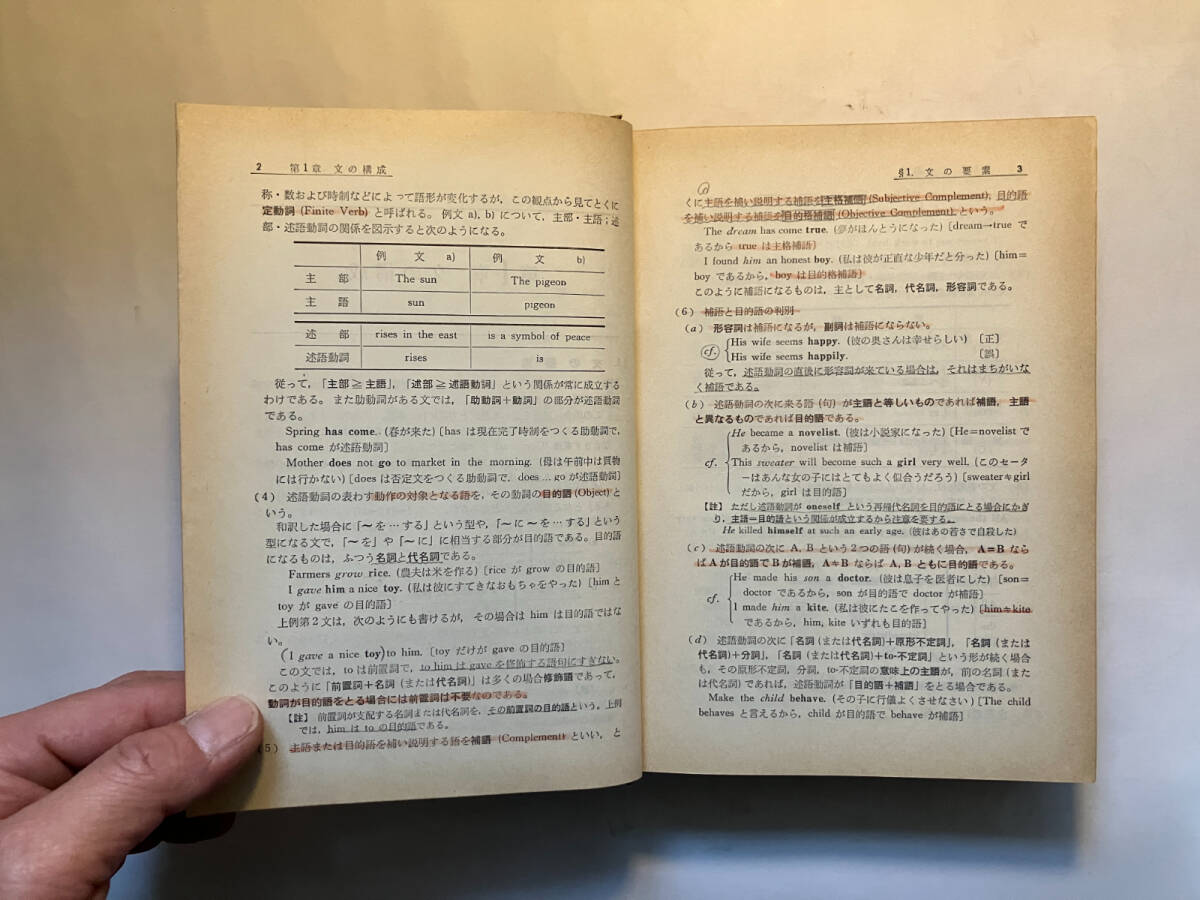 2 第1章 文の構成
称・数および時制などによって語形が変化するが, この観点から見てとくに
定動詞 (Finite Verb) と呼ばれる。例文 a), b) について, 主部・主語；述
部・述語動詞の関係を図示すると次のようになる。
例 文 a) 例 文 b)
主 部 The sun The pigeon
主 語 sun pigeon
述 部 rises in the east is a symbol of peace
述語動詞 rises is
従って, 「主部≧主語」, 「述部≧述語動詞」という関係が常に成立する
わけである。また助動詞がある文では, 「助動詞+動詞」の部分が述語動詞
である。
Spring has come. (春が来た) [has は現在完了時制をつくる助動詞で,
has come が述語動詞]
Mother does not go to market in the morning. (母は午前中は買物
には行かない) [does は否定文をつくる助動詞で, does … go が述語動詞]
(4) 述語動詞の表わす動作の対象となる語を, その動詞の目的語 (Object) と
いう。
和訳した場合に「〜を…する」という型や, 「〜に〜を…する」という
型になる文で, 「〜を」や「〜に」に相当する部分が目的語である。目的語
になるものは, ふつう名詞と代名詞である。
Farmers grow rice. (農夫は米を作る) [rice が grow の目的語]
I gave him a nice toy. (私は彼にすてきなおもちゃをやった) [him と
toy が gave の目的語]
上例第2文は, 次のようにも書けるが, その場合は him は目的語ではな
い。
(I gave a nice toy) to him. [toy だけが gave の目的語]
この文では, to は前置詞で, to him は gave を修飾する語句にすぎない。
このように「前置詞+名詞 (または代名詞)」は多くの場合修飾語であって,
動詞が目的語をとる場合には前置詞は不要なのである。
【註】 前置詞が支配する名詞または代名詞を, その前置詞の目的語という。上例
では, him は to の目的語である。
(5) 主語または目的語を補い説明する語を補語 (Complement) といい, と
§1. 文の要素 3
くに主語を補い説明する補語を主格補語 (Subjective Complement), 目的語
を補い説明する補語を目的格補語 (Objective Complement) という。
The dream has come true. (夢がほんとうになった) [dream→true で
あるから true は主格補語]
I found him an honest boy. (私は彼が正直な少年だと分った) [him=
boy であるから, boy は目的格補語]
このように補語になるものは, 主として名詞, 代名詞, 形容詞である。
(6) 補語と目的語の判別
(a) 形容詞は補語になるが, 副詞は補語にならない。
cf. His wife seems happy. (彼の奥さんは幸せらしい) [正]
His wife seems happily. [誤]
従って, 述語動詞の直後に形容詞が来ている場合は, それはまちがいな
く補語である。
(b) 述語動詞の次に来る語 (句) が主語と等しいものであれば補語, 主語
と異なるものであれば目的語である。
He became a novelist. (彼は小説家になった) [He=novelist で
あるから, novelist は補語]
cf. This sweater will become such a girl very well. (このセータ
ーはあんな女の子にはとてもよく似合うだろう) [sweater≠girl
だから, girl は目的語]
【註】 ただし述語動詞が oneself という再帰代名詞を目的語にとる場合にかぎ
り, 主語=目的語という関係が成立するから注意を要する。
He killed himself at such an early age. (彼はあの若さで自殺した)
(c) 述語動詞の次に A, B という2つの語 (句) が続く場合, A=B なら
ば A が目的語で B が補語, A≠B ならば A, B ともに目的語である。
He made his son a doctor. (彼は息子を医者にした) [son=
doctor であるから, son が目的語で doctor が補語]
cf. I made him a kite. (私は彼にたこを作ってやった) [him≠kite
であるから, him, kite いずれも目的語]
(d) 述語動詞の次に「名詞 (または代名詞)+原形不定詞」, 「名詞 (または
代名詞)+分詞」, 「名詞 (または代名詞)+to-不定詞」という形が続く場合
も, その原形不定詞, 分詞, to-不定詞の意味上の主語が, 前の名詞 (また
は代名詞) であれば, 述語動詞が「目的語+補語」をとる場合である。
Make the child behave. (その子に行儀よくさせなさい) [The child
behaves と言えるから, child が目的語で behave が補語]